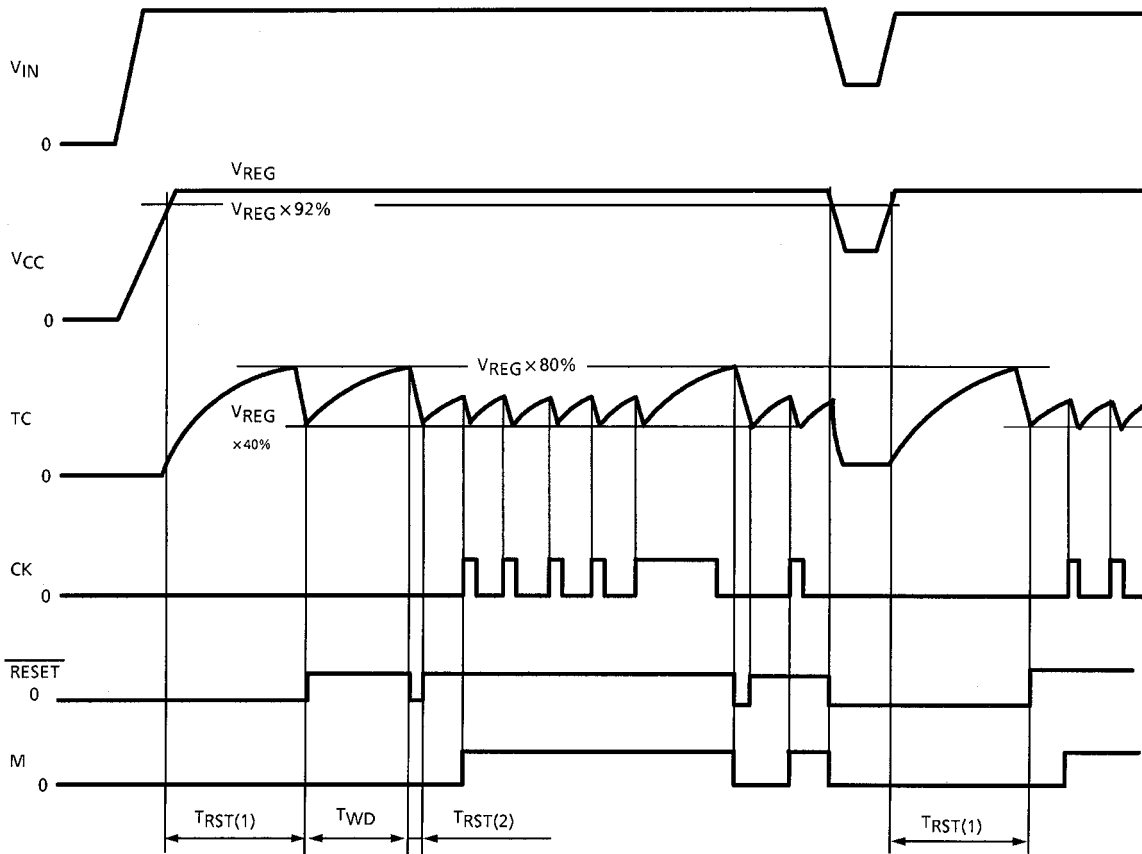 VIN
0
VREG
VREG × 92%
VCC
0
VREG × 80%
TC
VREG
×40%
0
CK
0
RESET
0
M
0
TRST(1)
TWD
TRST(2)
TRST(1)